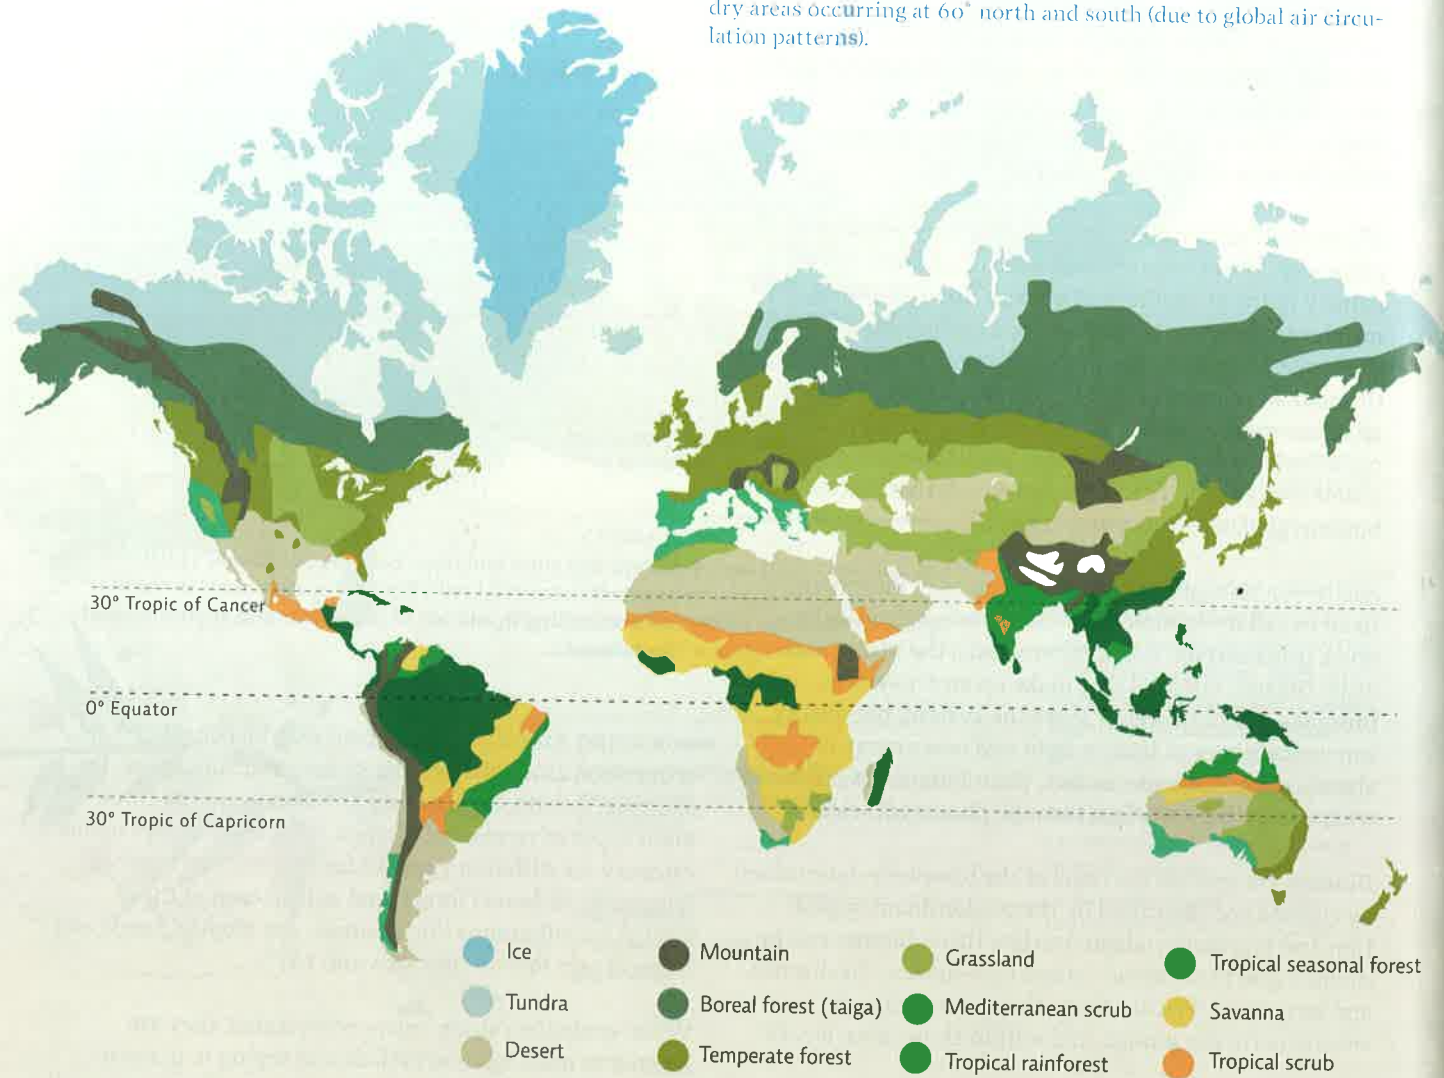 dry areas occurring at 60° north and south (due to global air circu-
lation patterns).
30° Tropic of Cancer
0° Equator
30° Tropic of Capricorn
Ice
Tundra
Desert
Mountain
Boreal forest (taiga)
Temperate forest
Grassland
Mediterranean scrub
Tropical rainforest
Tropical seasonal forest
Savanna
Tropical scrub